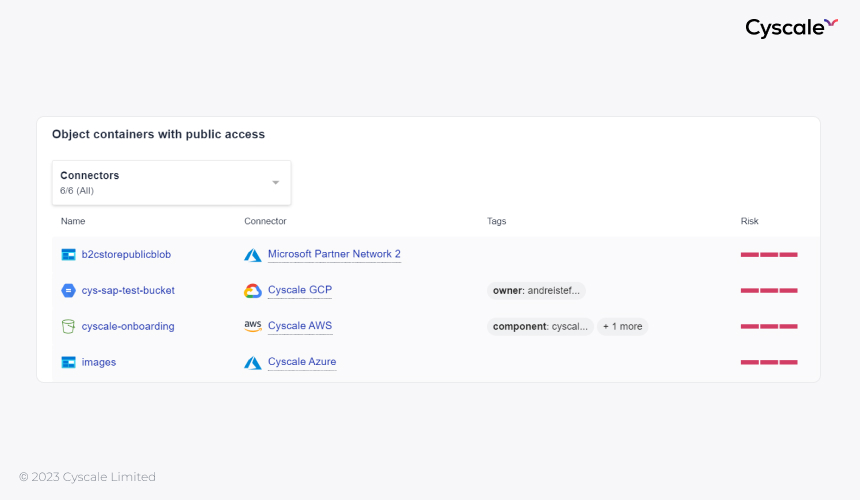 Cyscale
Object containers with public access
Connectors
6/6 (All)
Name Connector Tags Risk
b2cstorepublicblob Microsoft Partner Network 2
cys-sap-test-bucket Cyscale GCP owner: andreistef...
cyscale-onboarding aws Cyscale AWS component: cyscal... + 1 more
images Cyscale Azure
© 2023 Cyscale Limited